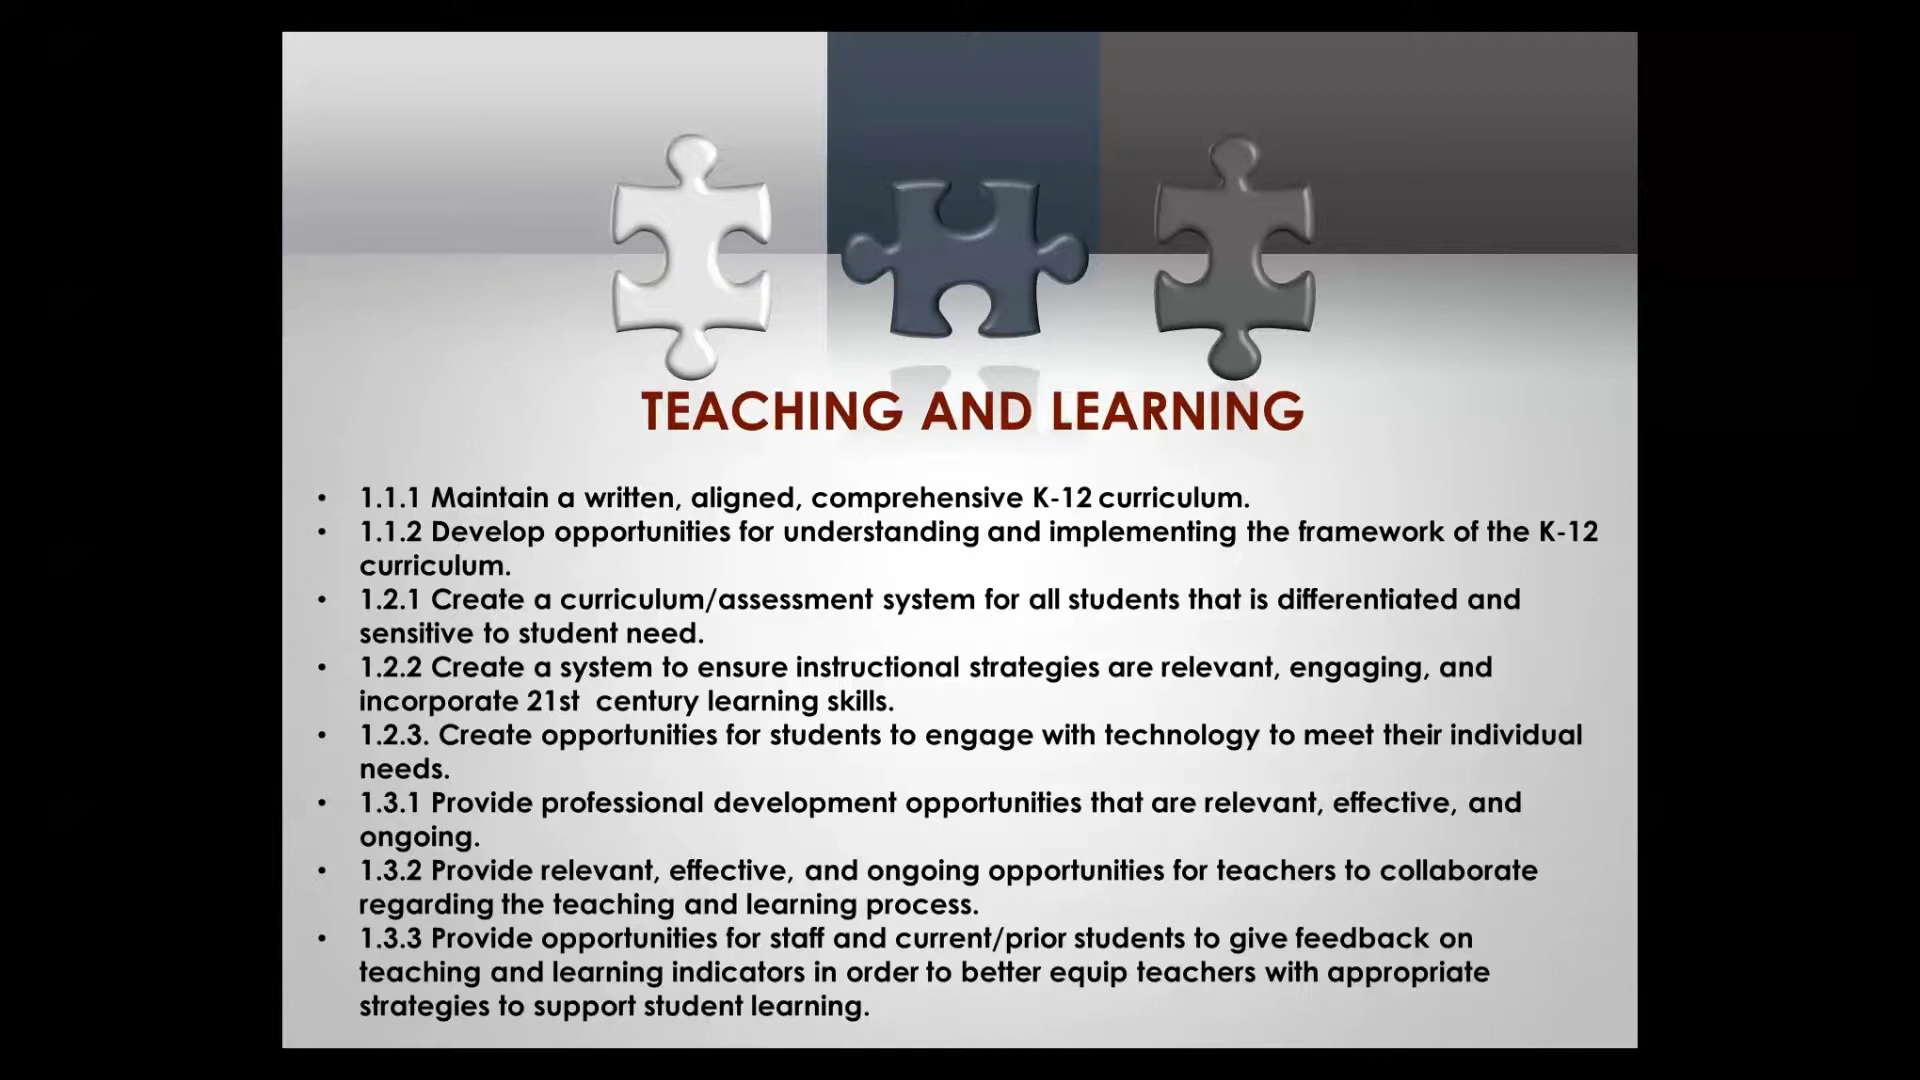 TEACHING AND LEARNING
• 1.1.1 Maintain a written, aligned, comprehensive K-12 curriculum.
• 1.1.2 Develop opportunities for understanding and implementing the framework of the K-12
curriculum.
• 1.2.1 Create a curriculum/assessment system for all students that is differentiated and
sensitive to student need.
• 1.2.2 Create a system to ensure instructional strategies are relevant, engaging, and
incorporate 21st  century learning skills.
• 1.2.3. Create opportunities for students to engage with technology to meet their individual
needs.
• 1.3.1 Provide professional development opportunities that are relevant, effective, and
ongoing.
• 1.3.2 Provide relevant, effective, and ongoing opportunities for teachers to collaborate
regarding the teaching and learning process.
• 1.3.3 Provide opportunities for staff and current/prior students to give feedback on
teaching and learning indicators in order to better equip teachers with appropriate
strategies to support student learning.